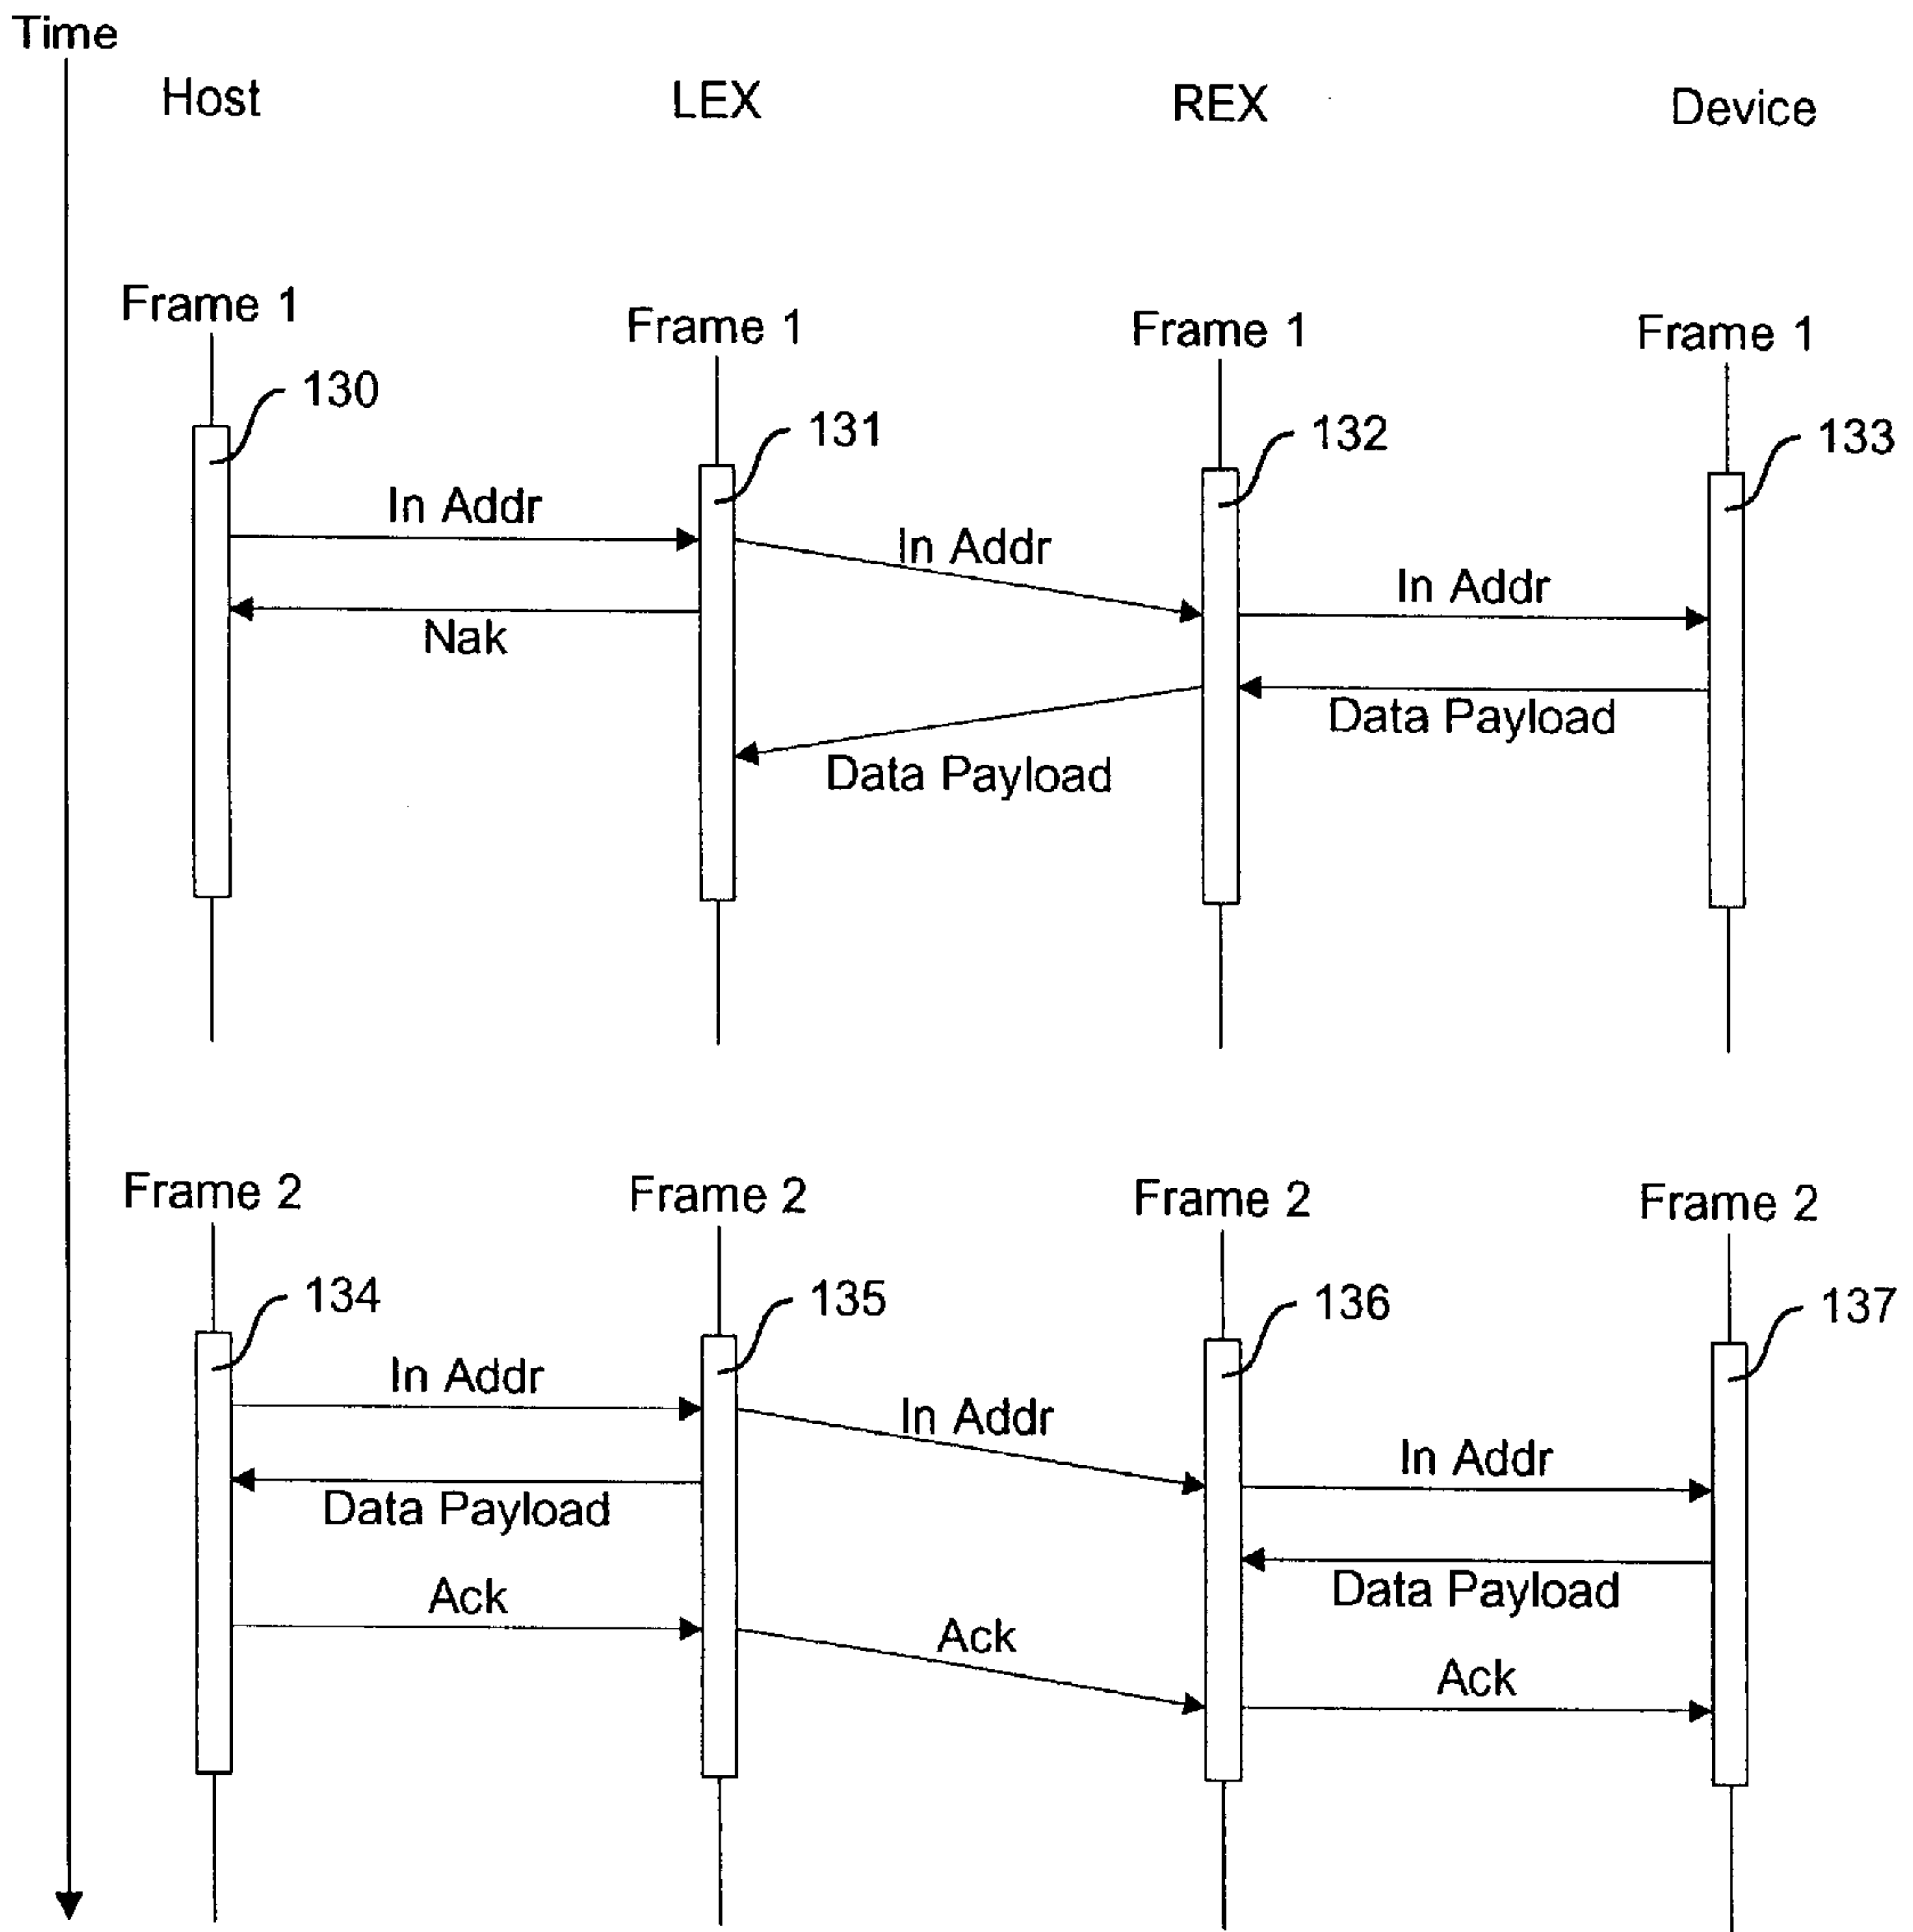 Time
Host LEX REX Device
Frame 1 Frame 1 Frame 1 Frame 1
130 131 132 133
In Addr In Addr In Addr
Nak Data Payload
Data Payload
Frame 2 Frame 2 Frame 2 Frame 2
134 135 136 137
In Addr In Addr In Addr
Data Payload Data Payload
Ack Ack Ack